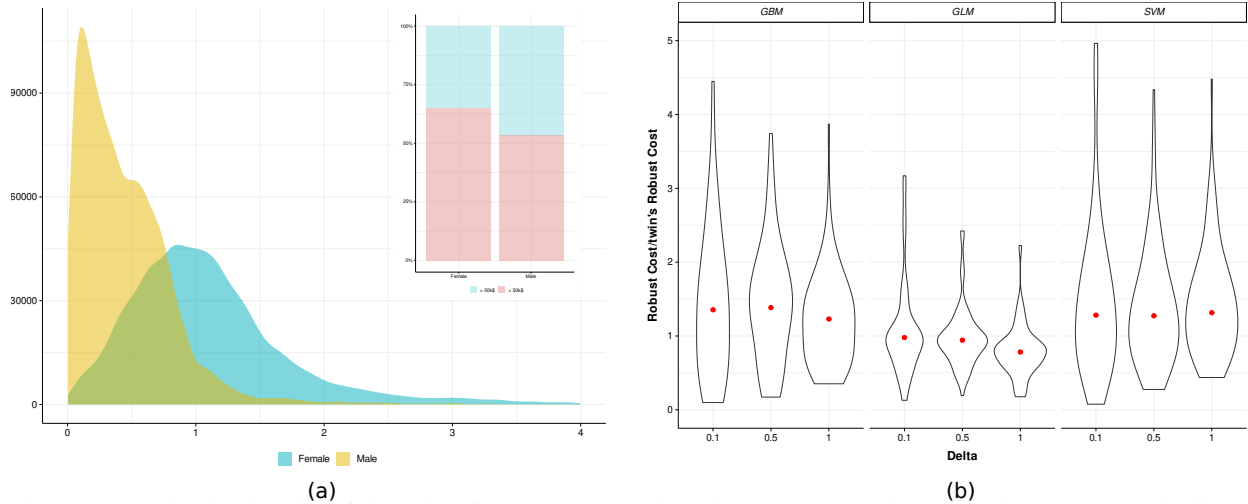 90000
60000
30000
0
0
1
2
3
4
Female
Male
100%
75%
50%
25%
0%
Female
Male
> 50k$
< 50k$
(a)
GBM
GLM
SVM
Robust Cost/twin's Robust Cost
5
4
3
2
1
0
0.1
0.5
1
0.1
0.5
1
0.1
0.5
1
Delta
(b)